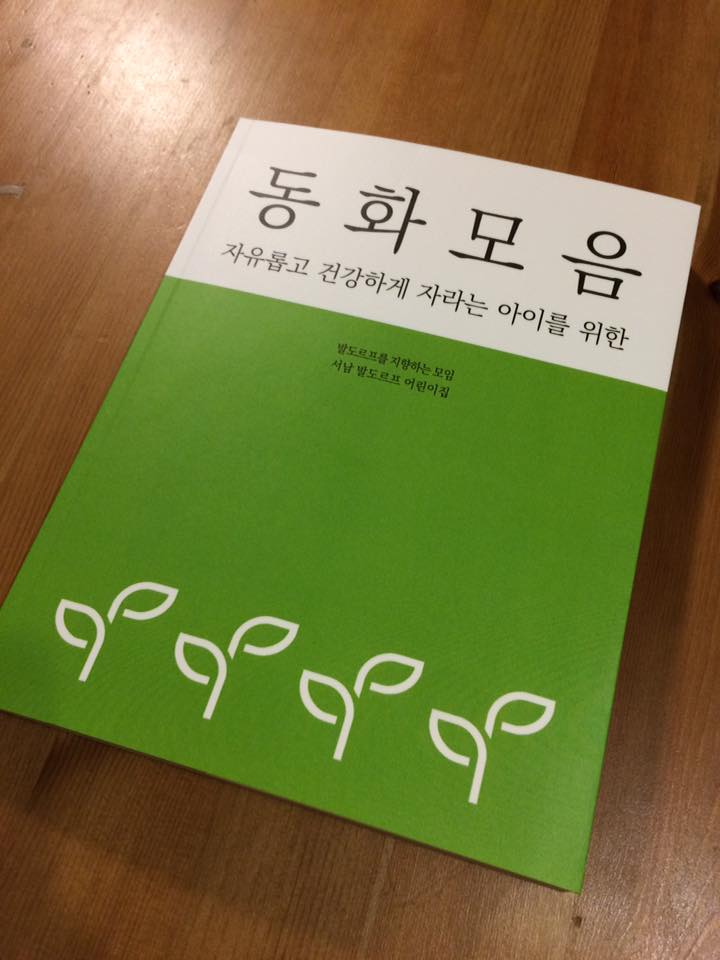 동화모음
자유롭고 건강하게 자라는 아이를 위한
발도르프를 지향하는 모임
서남 발도르프 어린이집